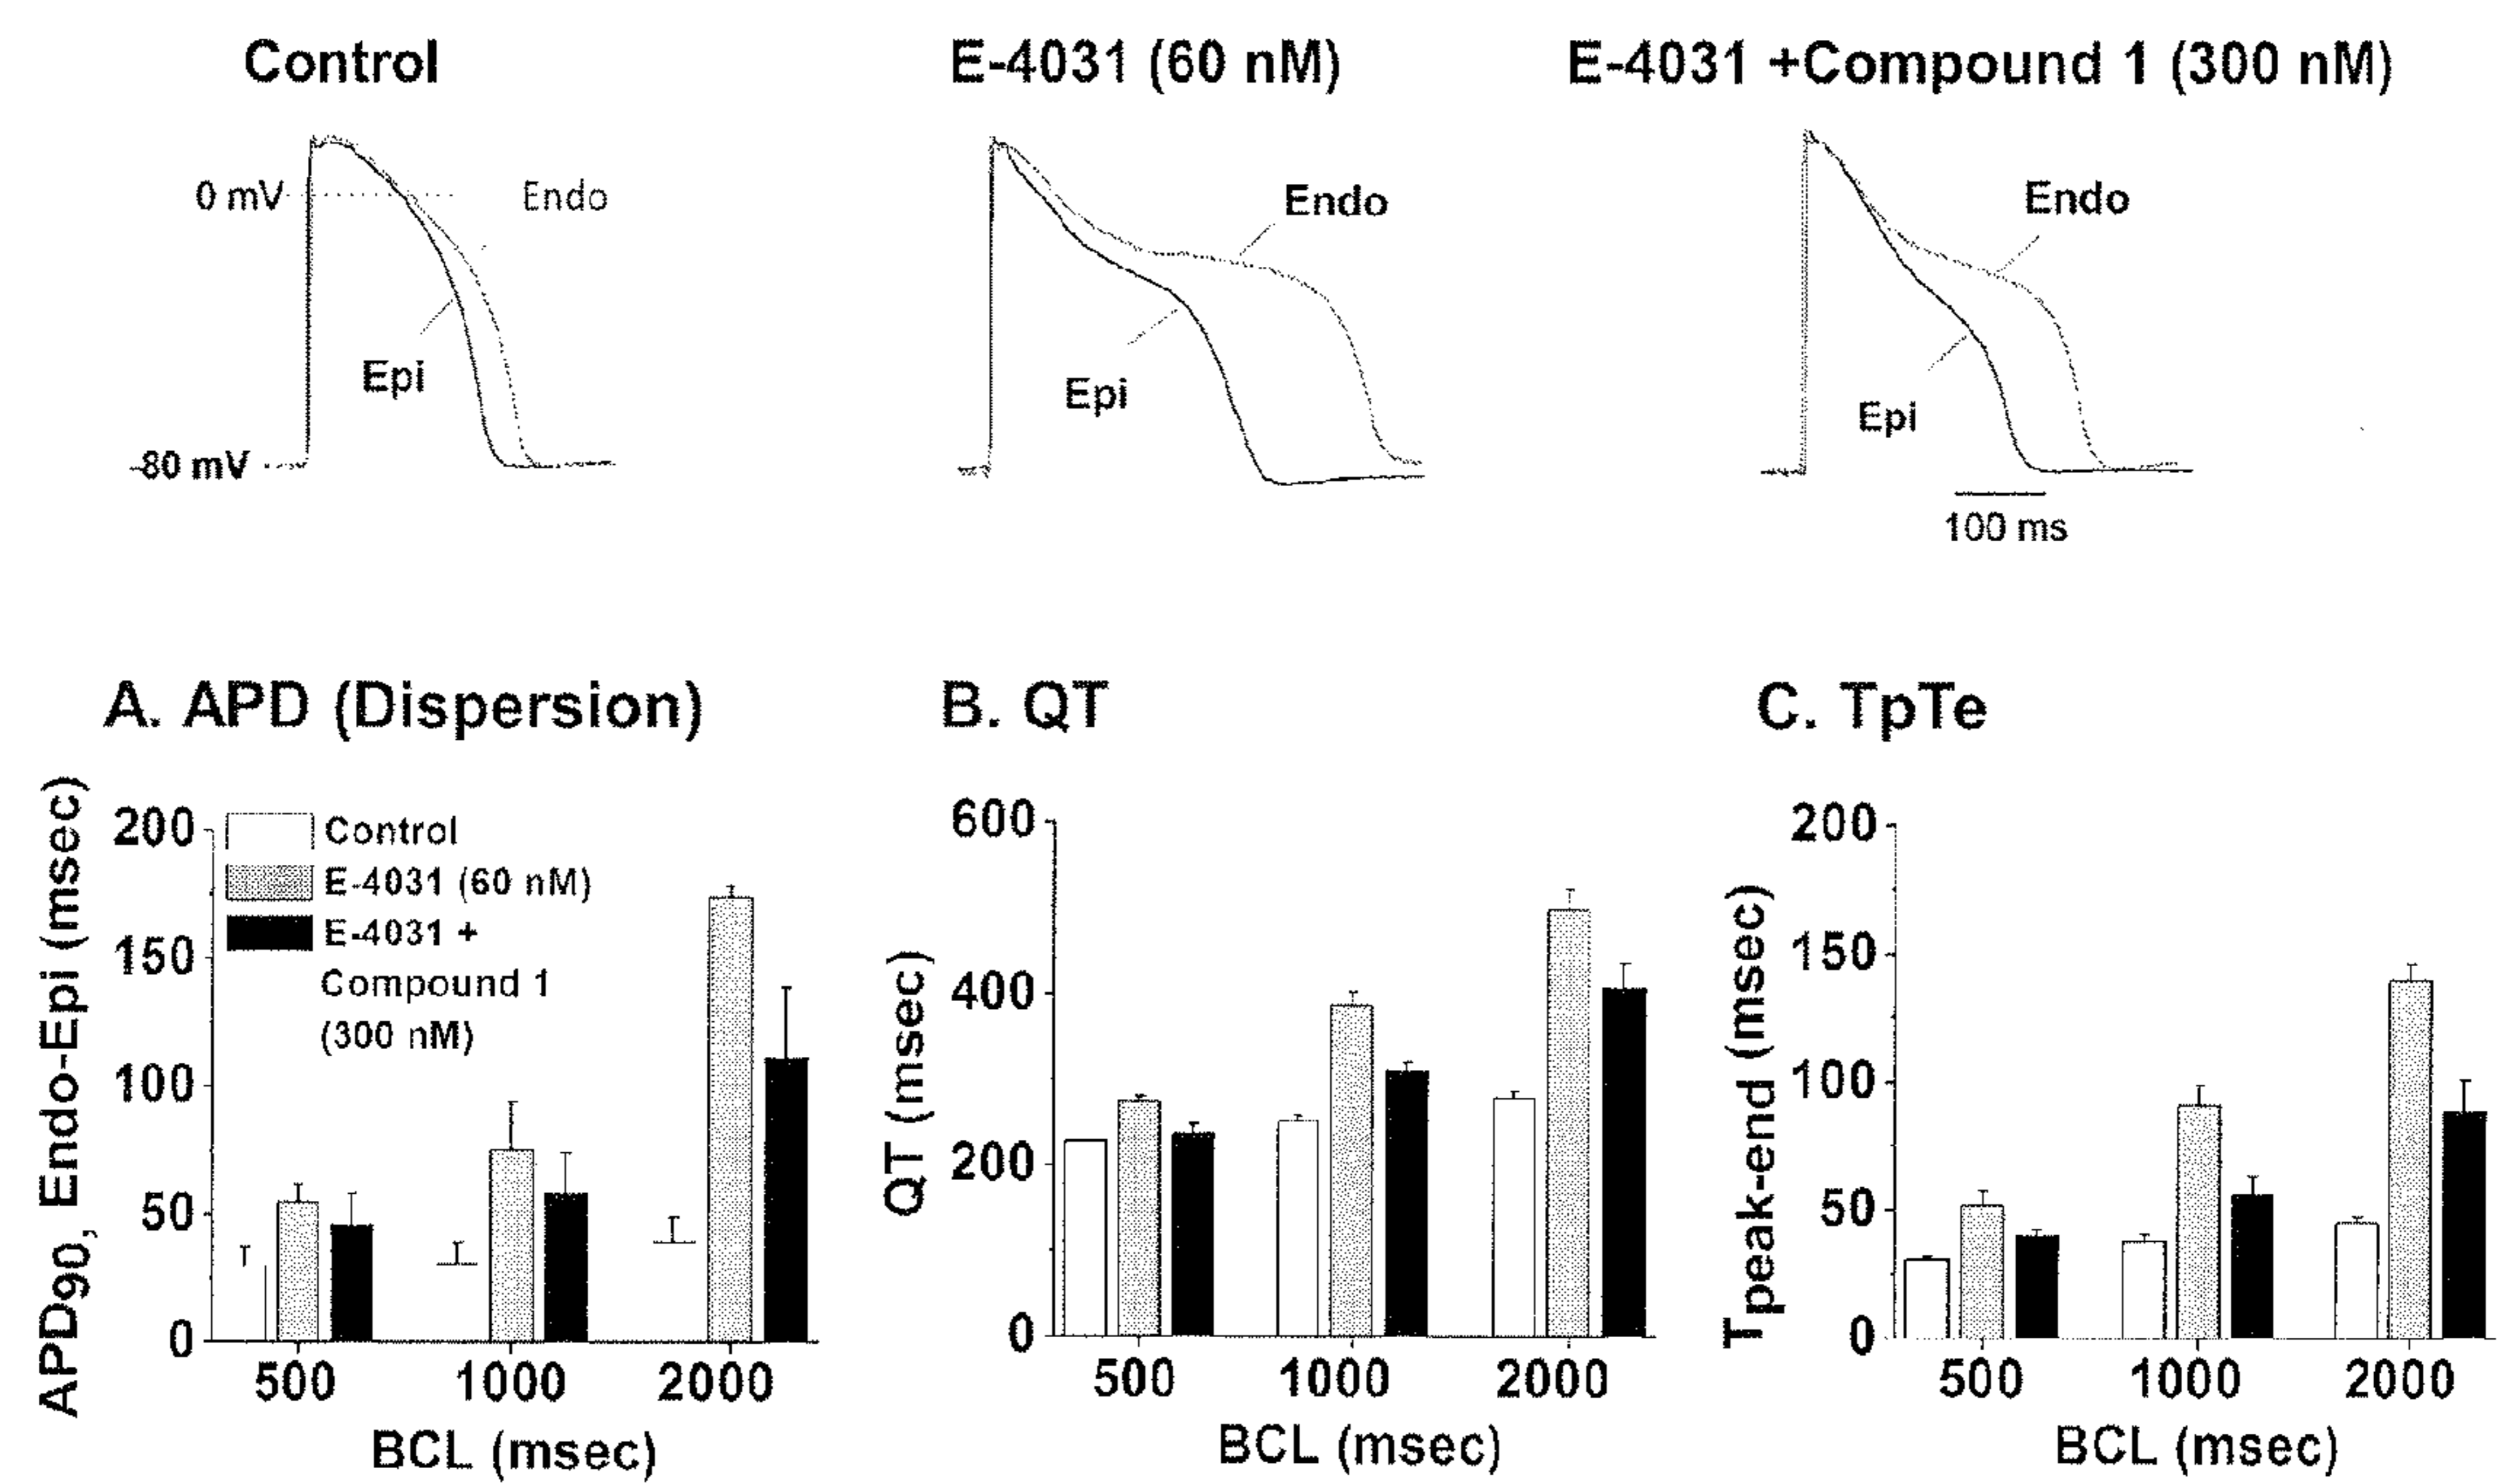 Control
E-4031 (60 nM)
E-4031 +Compound 1 (300 nM)
0 mV
Endo
Epi
-80 mV
Endo
Epi
Endo
Epi
100 ms
A. APD (Dispersion)
APD90, Endo-Epi (msec)
200
150
100
50
0
Control
E-4031 (60 nM)
E-4031 +
Compound 1
(300 nM)
500 1000 2000
BCL (msec)
B. QT
QT (msec)
600
400
200
0
500 1000 2000
BCL (msec)
C. TpTe
Tpeak-end (msec)
200
150
100
50
0
500 1000 2000
BCL (msec)